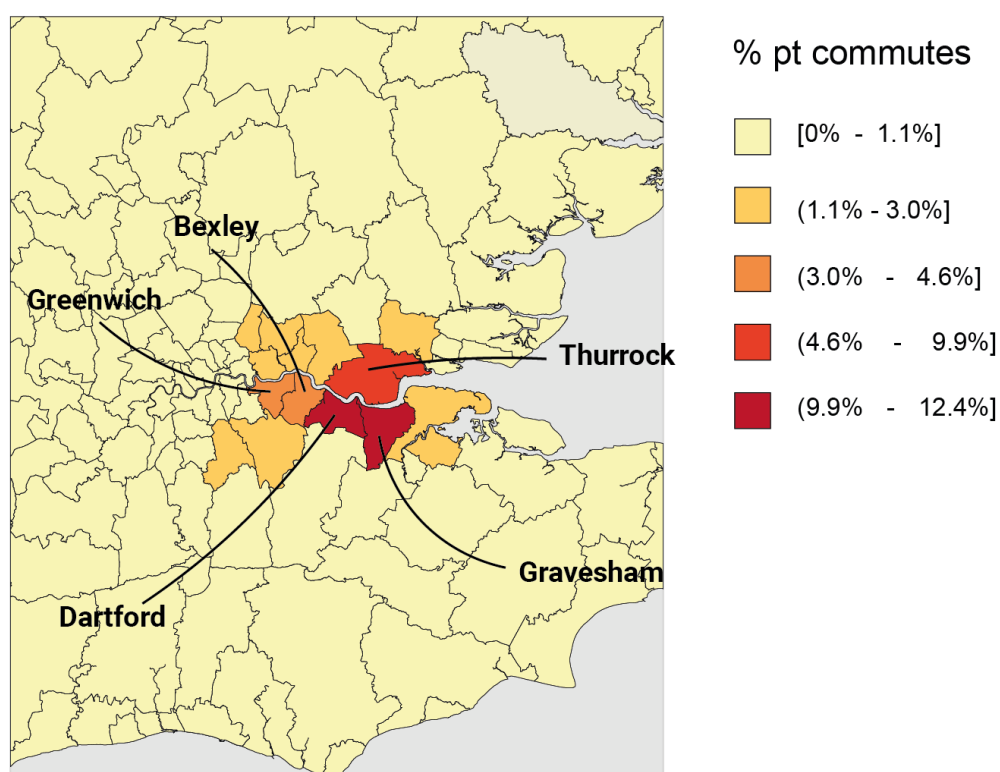 % pt commutes
[0% - 1.1%]
(1.1% - 3.0%]
(3.0% - 4.6%]
(4.6% - 9.9%]
(9.9% - 12.4%]
Bexley
Greenwich
Thurrock
Gravesham
Dartford